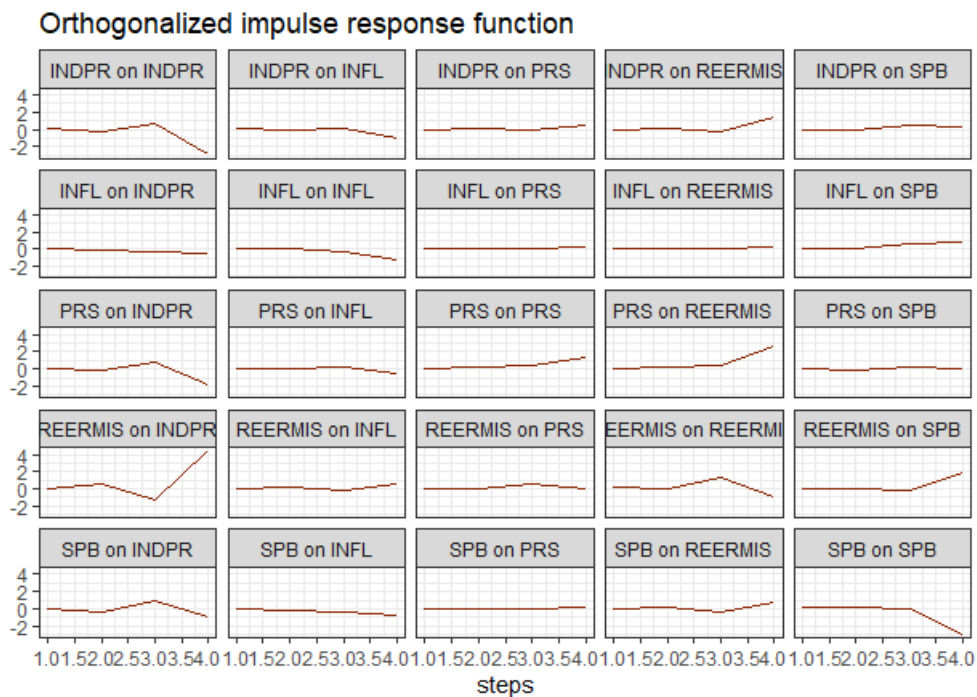 Orthogonalized impulse response function
INDPR on INDPR INDPR on INFL INDPR on PRS NDPR on REERMIS INDPR on SPB
4
2
0
-2
INFL on INDPR INFL on INFL INFL on PRS INFL on REERMIS INFL on SPB
4
2
0
-2
PRS on INDPR PRS on INFL PRS on PRS PRS on REERMIS PRS on SPB
4
2
0
-2
REERMIS on INDPR REERMIS on INFL REERMIS on PRS EERMIS on REERMI REERMIS on SPB
4
2
0
-2
SPB on INDPR SPB on INFL SPB on PRS SPB on REERMIS SPB on SPB
4
2
0
-2
1.01.52.02.53.03.54.0 1.01.52.02.53.03.54.0 1.01.52.02.53.03.54.0 1.01.52.02.53.03.54.0 1.01.52.02.53.03.54.0
steps